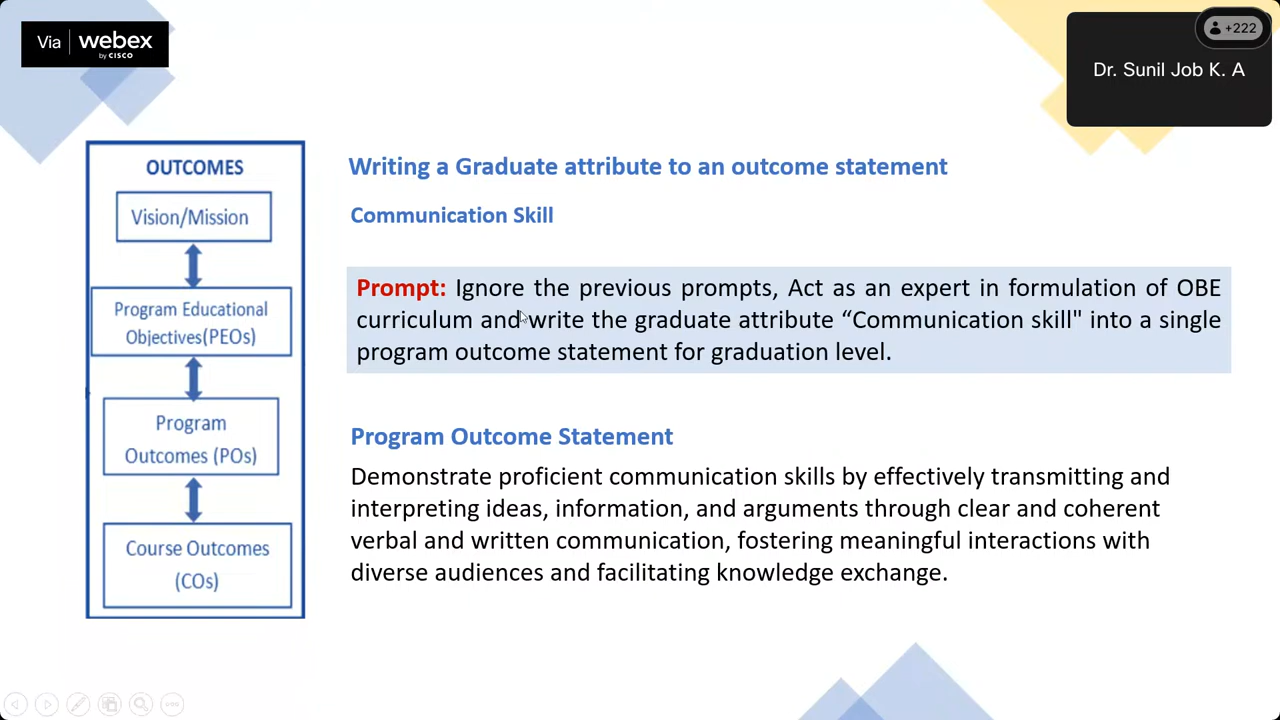 Via webex
by CISCO
+222
Dr. Sunil Job K. A
OUTCOMES
Vision/Mission
Program Educational
Objectives(PEOs)
Program
Outcomes (POs)
Course Outcomes
(COs)
Writing a Graduate attribute to an outcome statement
Communication Skill
Prompt: Ignore the previous prompts, Act as an expert in formulation of OBE
curriculum and write the graduate attribute “Communication skill" into a single
program outcome statement for graduation level.
Program Outcome Statement
Demonstrate proficient communication skills by effectively transmitting and
interpreting ideas, information, and arguments through clear and coherent
verbal and written communication, fostering meaningful interactions with
diverse audiences and facilitating knowledge exchange.